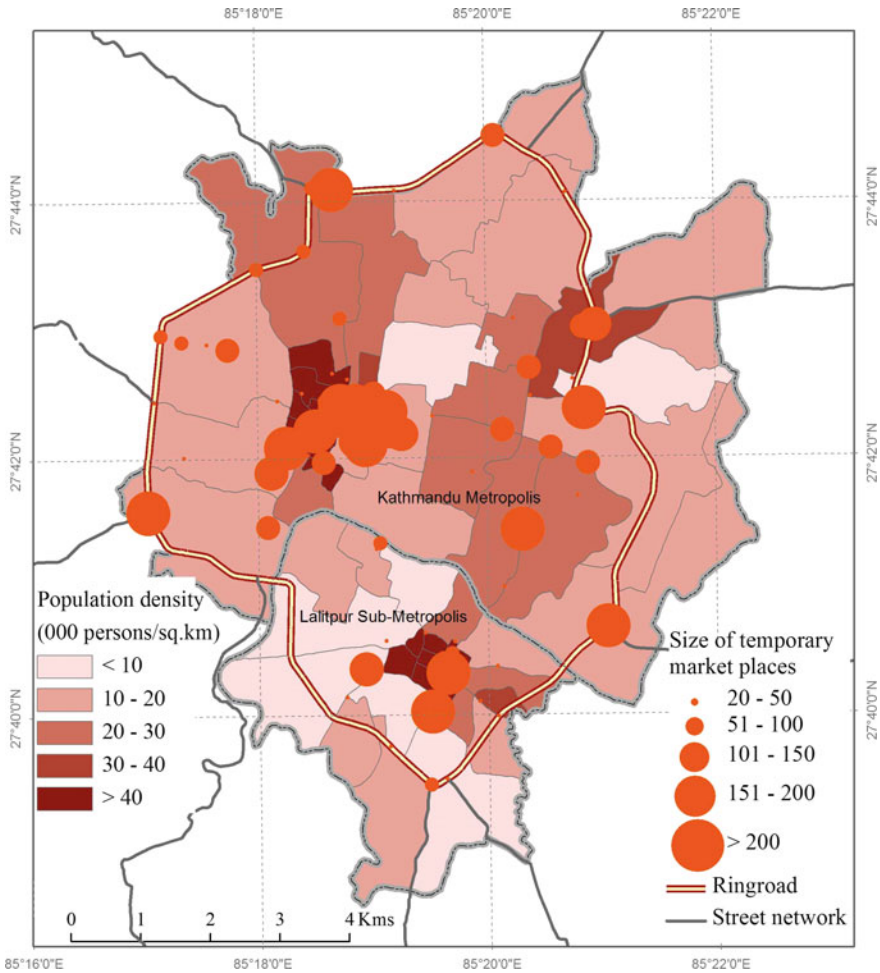 85°18'0"E
85°20'0"E
85°22'0"E
27°44'0"N
27°44'0"N
27°42'0"N
27°42'0"N
Kathmandu Metropolis
Population density
(000 persons/sq.km)
< 10
10 - 20
20 - 30
30 - 40
> 40
Lalitpur Sub-Metropolis
Size of temporary
market places
20 - 50
51 - 100
101 - 150
151 - 200
> 200
Ringroad
Street network
27°40'0"N
27°40'0"N
0 1 2 3 4 Kms
85°16'0"E
85°18'0"E
85°20'0"E
85°22'0"E